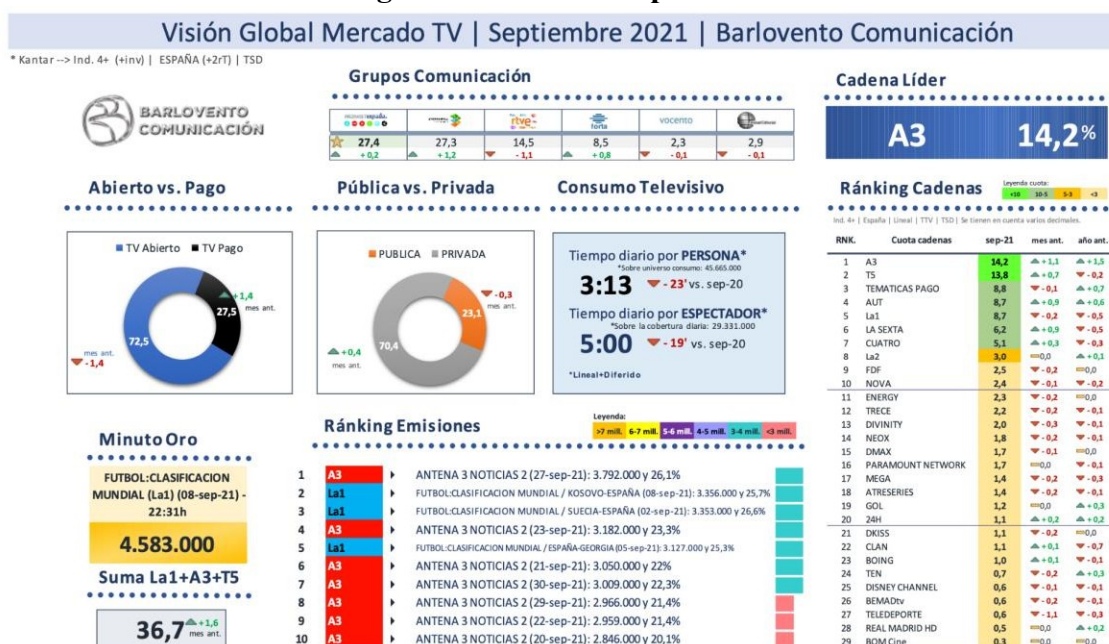 Visión Global Mercado TV | Septiembre 2021 | Barlovento Comunicación
* Kantar --> Ind. 4+ (+inv) | ESPAÑA (+2rT) | TSD
BARLOVENTO
COMUNICACIÓN
Grupos Comunicación
rtve forta vocento
27,4 27,3 14,5 8,5 2,3 2,9
+ 0,2 + 1,2 - 1,1 + 0,8 - 0,1 - 0,1
Cadena Líder
A3 14,2%
Abierto vs. Pago
TV Abierto TV Pago
+1,4
mes ant.
27,5
72,5
mes ant.
- 1,4
Pública vs. Privada
PUBLICA PRIVADA
- 0,3
mes ant.
23,1
70,4
+ 0,4
mes ant.
Consumo Televisivo
Tiempo diario por PERSONA*
*Sobre universo consumo: 45.665.000
3:13 - 23' vs. sep-20
Tiempo diario por ESPECTADOR*
*Sobre la cobertura diaria: 29.331.000
5:00 - 19' vs. sep-20
*Lineal+Diferido
Ránking Cadenas
Leyenda cuota:
+10 10-5 5-3 <3
Ind. 4+ | España | Lineal | TTV | TSD | Se tienen en cuenta varios decimales.
RNK. Cuota cadenas sep-21 mes ant. año ant.
1 A3 14,2 + 1,1 + 1,5
2 T5 13,8 + 0,7 - 0,2
3 TEMATICAS PAGO 8,8 - 0,1 + 0,7
4 AUT 8,7 + 0,9 + 0,6
5 La1 8,7 - 0,2 - 0,5
6 LA SEXTA 6,2 + 0,9 - 0,5
7 CUATRO 5,1 + 0,3 - 0,3
8 La2 3,0 0,0 + 0,1
9 FDF 2,5 - 0,2 0,0
10 NOVA 2,4 - 0,1 - 0,2
11 ENERGY 2,3 - 0,2 0,0
12 TRECE 2,2 - 0,2 - 0,1
13 DIVINITY 2,0 - 0,3 - 0,1
14 NEOX 1,8 - 0,2 - 0,1
15 DMAX 1,7 - 0,1 0,0
16 PARAMOUNT NETWORK 1,7 0,0 - 0,1
17 MEGA 1,4 - 0,2 - 0,3
18 ATRESERIES 1,4 - 0,2 - 0,1
19 GOL 1,2 0,0 + 0,3
20 24H 1,1 + 0,2 + 0,2
21 DKISS 1,1 - 0,2 0,0
22 CLAN 1,1 + 0,1 - 0,7
23 BOING 1,0 + 0,1 - 0,1
24 TEN 0,7 - 0,2 + 0,3
25 DISNEY CHANNEL 0,6 - 0,1 - 0,1
26 BEMADtv 0,6 - 0,2 - 0,1
27 TELEDEPORTE 0,6 - 1,1 - 0,3
28 REAL MADRID HD 0,5 0,0 + 0,2
29 BOM Cine 0,3 0,0 0,0
Minuto Oro
FUTBOL:CLASIFICACION
MUNDIAL (La1) (08-sep-21) -
22:31h
4.583.000
Suma La1+A3+T5
36,7 +1,6
mes ant.
Ránking Emisiones
Leyenda:
>7 mill. 6-7 mill. 5-6 mill. 4-5 mill. 3-4 mill. <3 mill.
1 A3 ANTENA 3 NOTICIAS 2 (27-sep-21): 3.792.000 y 26,1%
2 La1 FUTBOL:CLASIFICACION MUNDIAL / KOSOVO-ESPAÑA (08-sep-21): 3.356.000 y 25,7%
3 La1 FUTBOL:CLASIFICACION MUNDIAL / SUECIA-ESPAÑA (02-sep-21): 3.353.000 y 26,6%
4 A3 ANTENA 3 NOTICIAS 2 (23-sep-21): 3.182.000 y 23,3%
5 La1 FUTBOL:CLASIFICACION MUNDIAL / ESPAÑA-GEORGIA (05-sep-21): 3.127.000 y 25,3%
6 A3 ANTENA 3 NOTICIAS 2 (21-sep-21): 3.050.000 y 22%
7 A3 ANTENA 3 NOTICIAS 2 (30-sep-21): 3.009.000 y 22,3%
8 A3 ANTENA 3 NOTICIAS 2 (29-sep-21): 2.966.000 y 21,4%
9 A3 ANTENA 3 NOTICIAS 2 (22-sep-21): 2.959.000 y 21,4%
10 A3 ANTENA 3 NOTICIAS 2 (20-sep-21): 2.846.000 y 20,1%